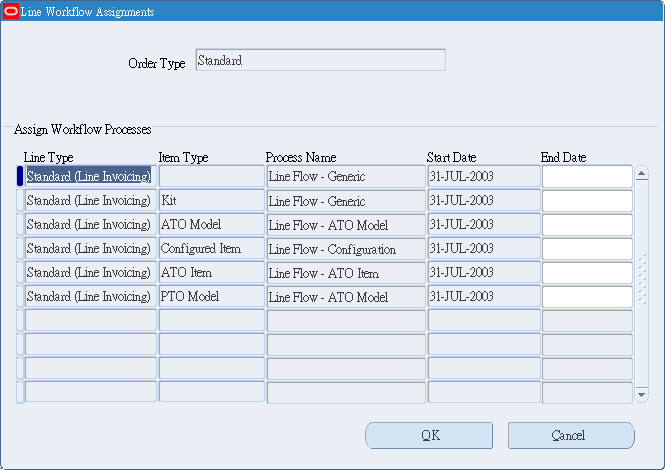 Line Workflow Assignments
Order Type Standard
Assign Workflow Processes
Line Type Item Type Process Name Start Date End Date
Standard (Line Invoicing) Line Flow - Generic 31-JUL-2003
Standard (Line Invoicing) Kit Line Flow - Generic 31-JUL-2003
Standard (Line Invoicing) ATO Model Line Flow - ATO Model 31-JUL-2003
Standard (Line Invoicing) Configured Item Line Flow - Configuration 31-JUL-2003
Standard (Line Invoicing) ATO Item Line Flow - ATO Item 31-JUL-2003
Standard (Line Invoicing) PTO Model Line Flow - ATO Model 31-JUL-2003
OK Cancel